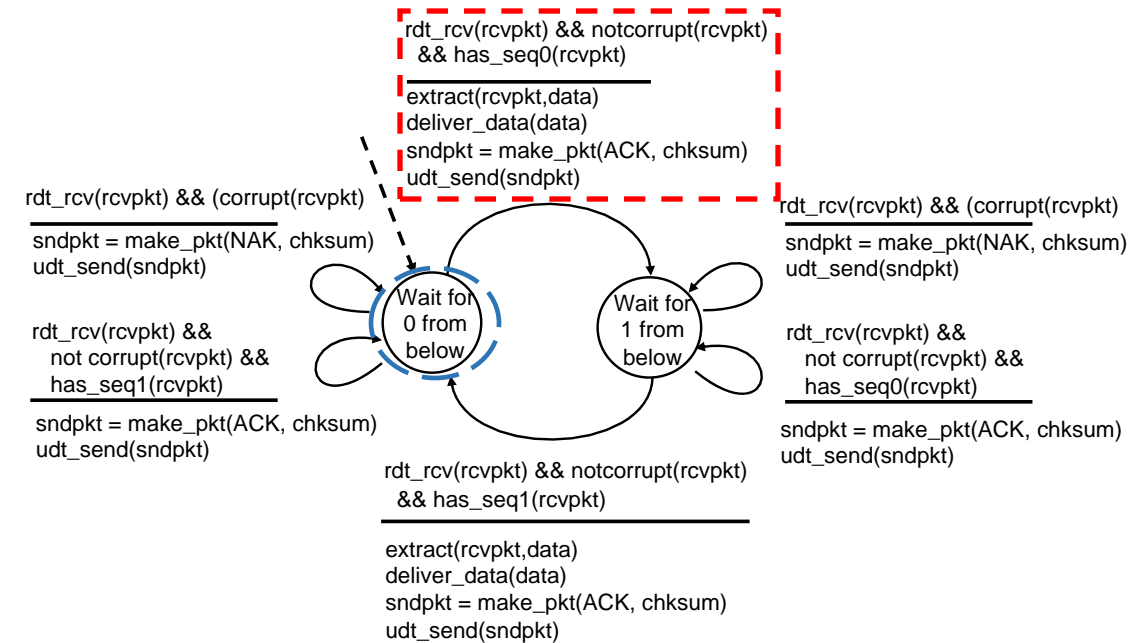 rdt_rcv(rcvpkt) && notcorrupt(rcvpkt)
&& has_seq0(rcvpkt)
extract(rcvpkt,data)
deliver_data(data)
sndpkt = make_pkt(ACK, chksum)
udt_send(sndpkt)
rdt_rcv(rcvpkt) && (corrupt(rcvpkt)
sndpkt = make_pkt(NAK, chksum)
udt_send(sndpkt)
rdt_rcv(rcvpkt) &&
not corrupt(rcvpkt) &&
has_seq1(rcvpkt)
sndpkt = make_pkt(ACK, chksum)
udt_send(sndpkt)
Wait for
0 from
below
Wait for
1 from
below
rdt_rcv(rcvpkt) && (corrupt(rcvpkt)
sndpkt = make_pkt(NAK, chksum)
udt_send(sndpkt)
rdt_rcv(rcvpkt) &&
not corrupt(rcvpkt) &&
has_seq0(rcvpkt)
sndpkt = make_pkt(ACK, chksum)
udt_send(sndpkt)
rdt_rcv(rcvpkt) && notcorrupt(rcvpkt)
&& has_seq1(rcvpkt)
extract(rcvpkt,data)
deliver_data(data)
sndpkt = make_pkt(ACK, chksum)
udt_send(sndpkt)